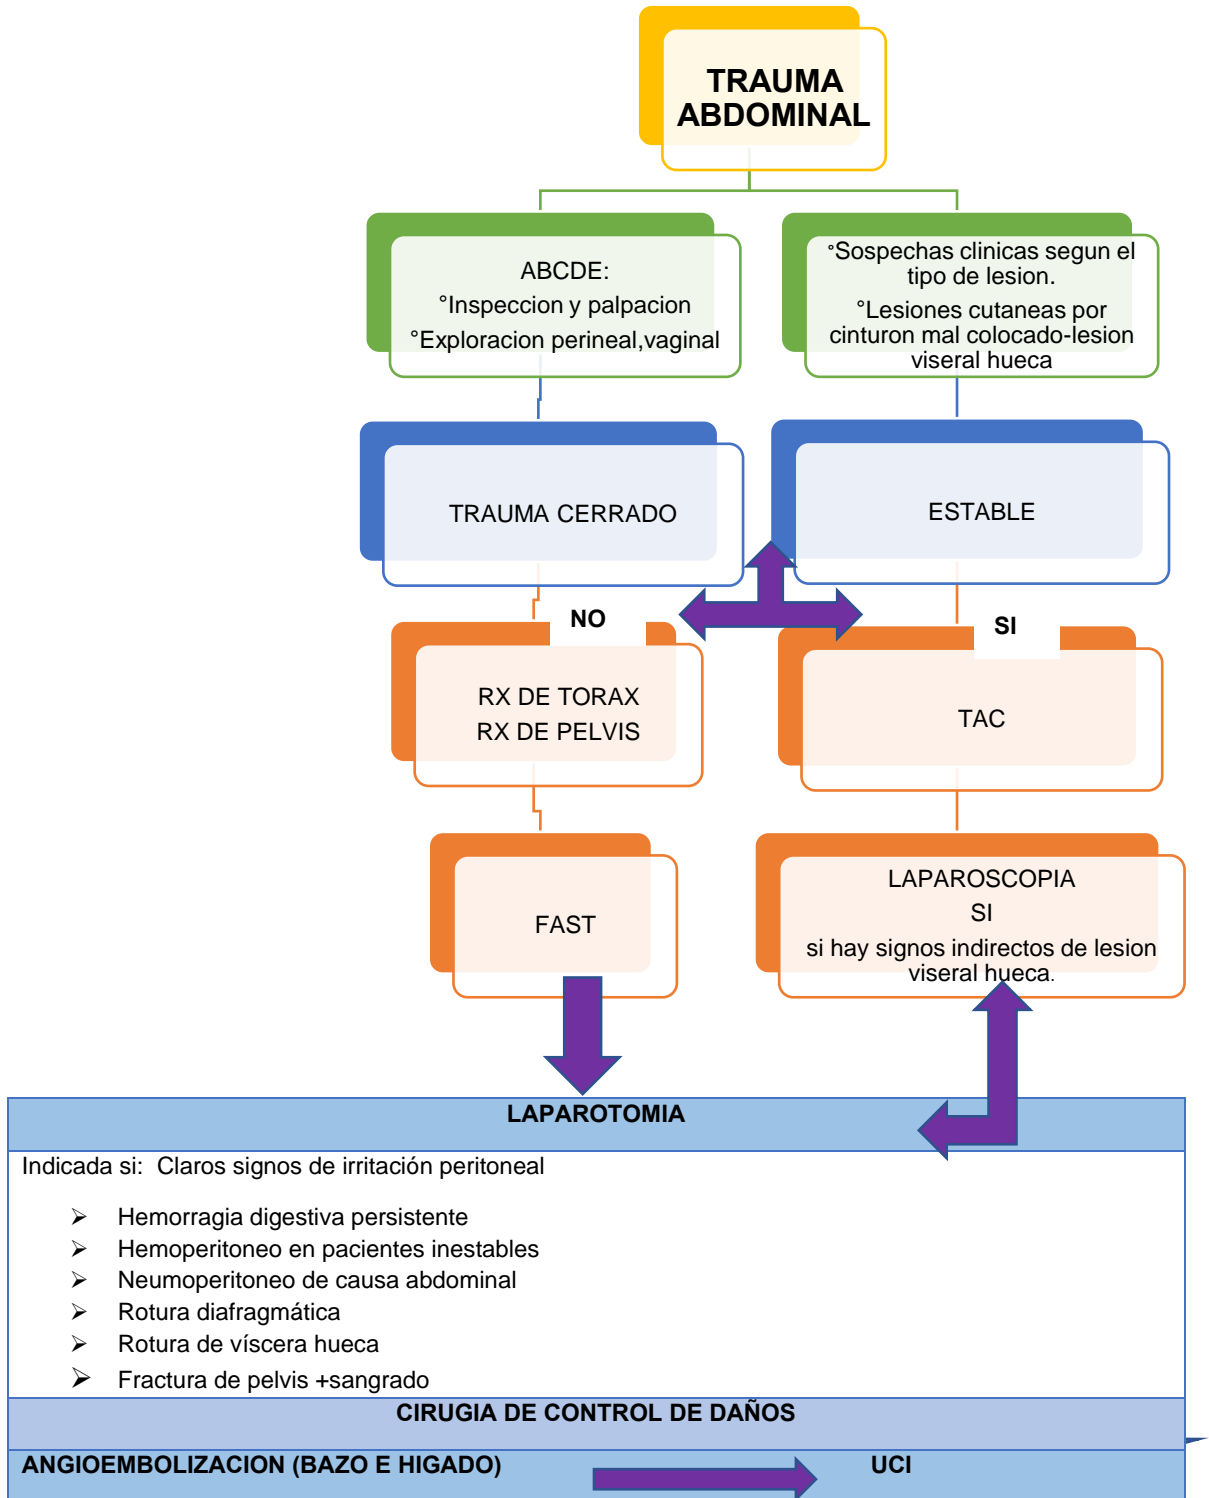 TRAUMA
ABDOMINAL
ABCDE:
°Inspeccion y palpacion
°Exploracion perineal,vaginal
°Sospechas clinicas segun el
tipo de lesion.
°Lesiones cutaneas por
cinturon mal colocado-lesion
viseral hueca
TRAUMA CERRADO
ESTABLE
NO
SI
RX DE TORAX
RX DE PELVIS
TAC
FAST
LAPAROSCOPIA
SI
si hay signos indirectos de lesion
viseral hueca.
LAPAROTOMIA
Indicada si: Claros signos de irritación peritoneal
➢ Hemorragia digestiva persistente
➢ Hemoperitoneo en pacientes inestables
➢ Neumoperitoneo de causa abdominal
➢ Rotura diafragmática
➢ Rotura de víscera hueca
➢ Fractura de pelvis +sangrado
CIRUGIA DE CONTROL DE DAÑOS
ANGIOEMBOLIZACION (BAZO E HIGADO) UCI